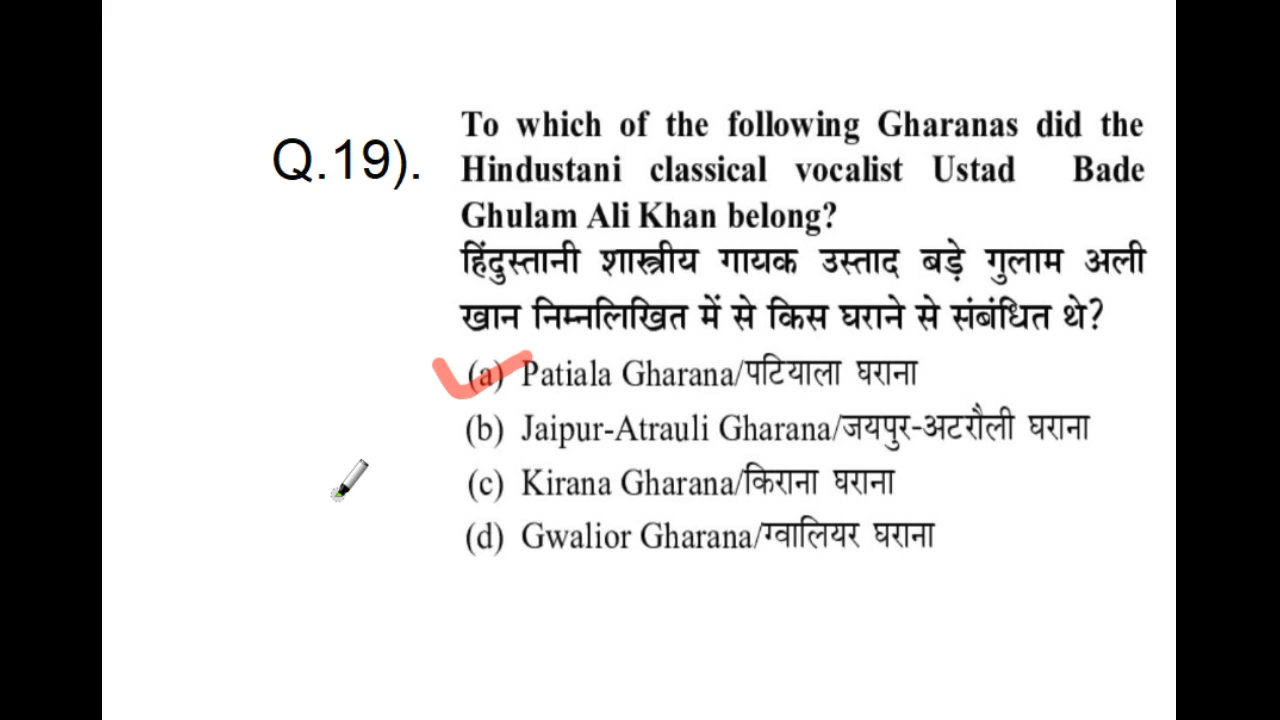 Q.19).
To which of the following Gharanas did the
Hindustani classical vocalist Ustad Bade
Ghulam Ali Khan belong?
हिंदुस्तानी शास्त्रीय गायक उस्ताद बड़े गुलाम अली
खान निम्नलिखित में से किस घराने से संबंधित थे?
(a) Patiala Gharana/पटियाला घराना
(b) Jaipur-Atrauli Gharana/जयपुर-अटरौली घराना
(c) Kirana Gharana/किराना घराना
(d) Gwalior Gharana/ग्वालियर घराना